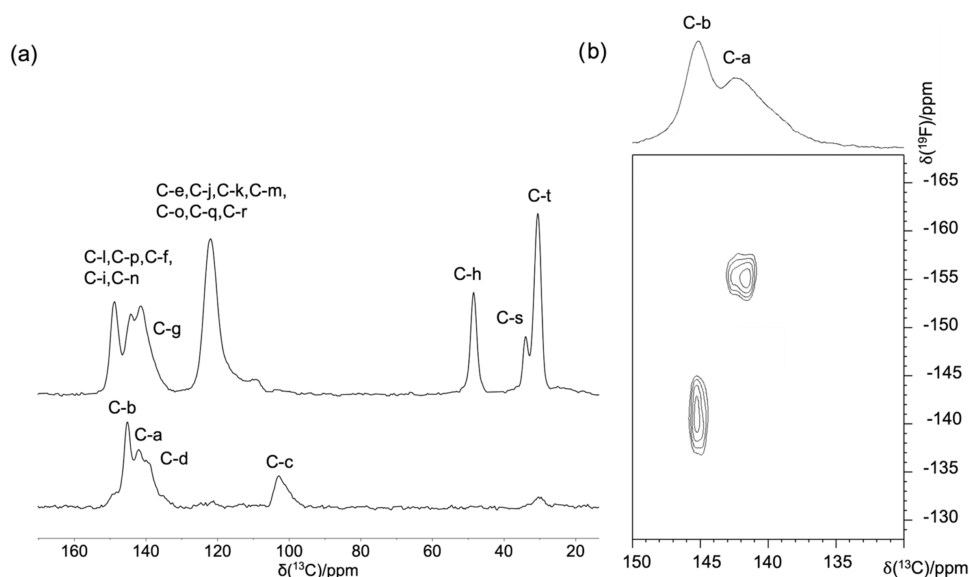 (a)
C-e,C-j,C-k,C-m,
C-o,C-q,C-r
C-t
C-l,C-p,C-f,
C-i,C-n
C-h
C-g
C-s
C-b
C-a
C-d
C-c
160 140 120 100 80 60 40 20
δ(¹³C)/ppm
(b)
C-b
C-a
δ(¹⁹F)/ppm
-165
-160
-155
-150
-145
-140
-135
-130
150 145 140 135 δ(¹³C)/ppm